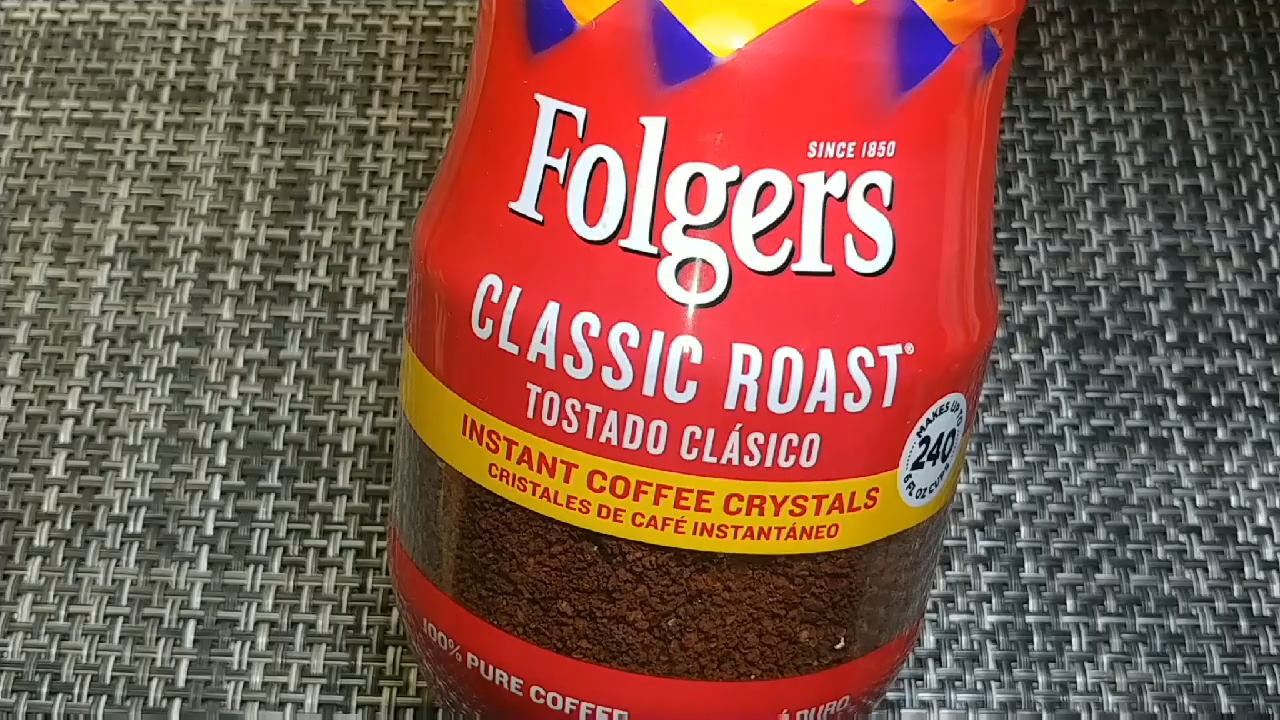 SINCE 1850
Folgers
CLASSIC ROAST®
TOSTADO CLÁSICO
INSTANT COFFEE CRYSTALS
CRISTALES DE CAFÉ INSTANTÁNEO
MAKES UP TO
240
6 FL OZ CUPS
100% PURE COFFEE
PURO